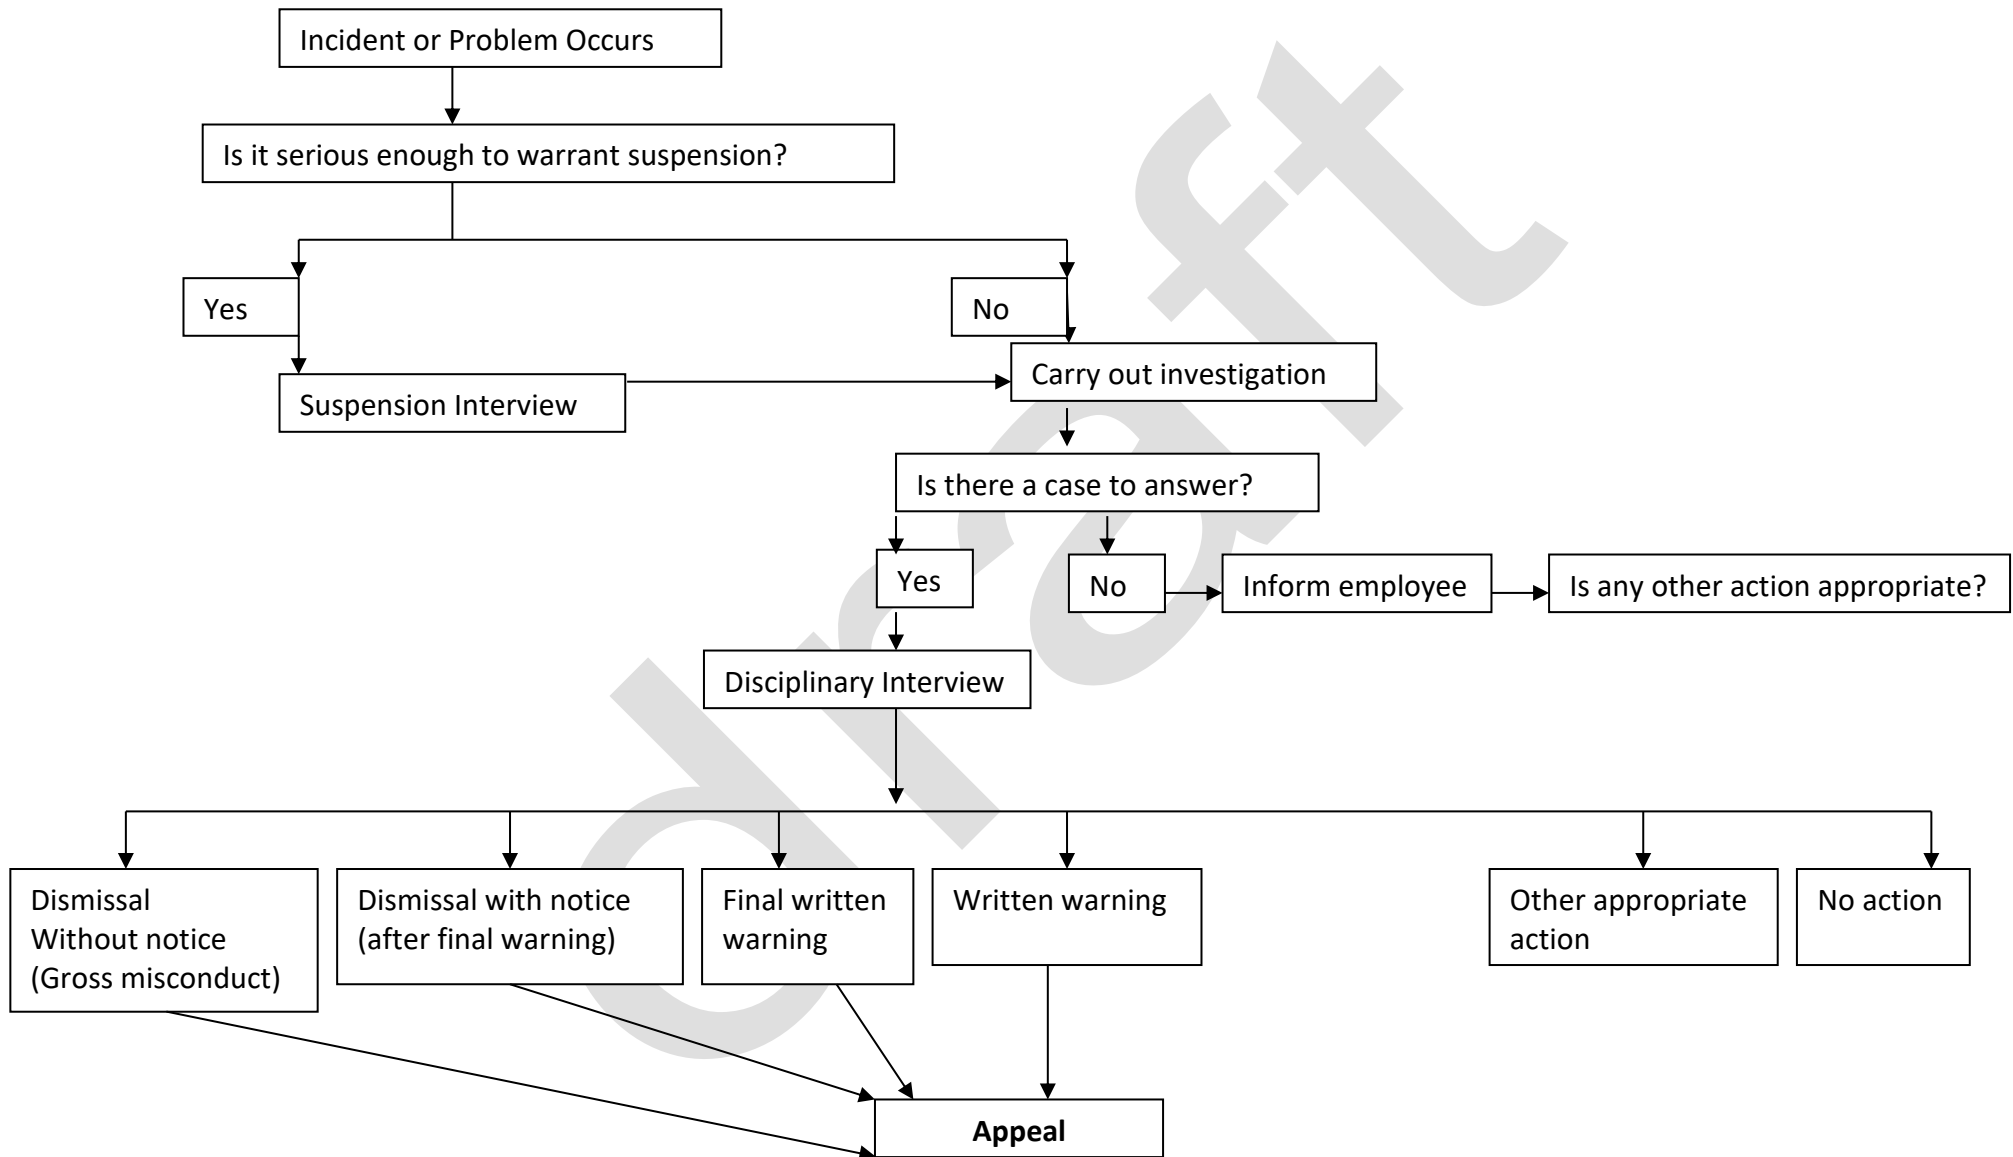 Incident or Problem Occurs
Is it serious enough to warrant suspension?
Yes
No
Carry out investigation
Suspension Interview
Is there a case to answer?
Yes
No
Inform employee
Is any other action appropriate?
Disciplinary Interview
Dismissal
Without notice
(Gross misconduct)
Dismissal with notice
(after final warning)
Final written
warning
Written warning
Other appropriate
action
No action
Appeal
draft